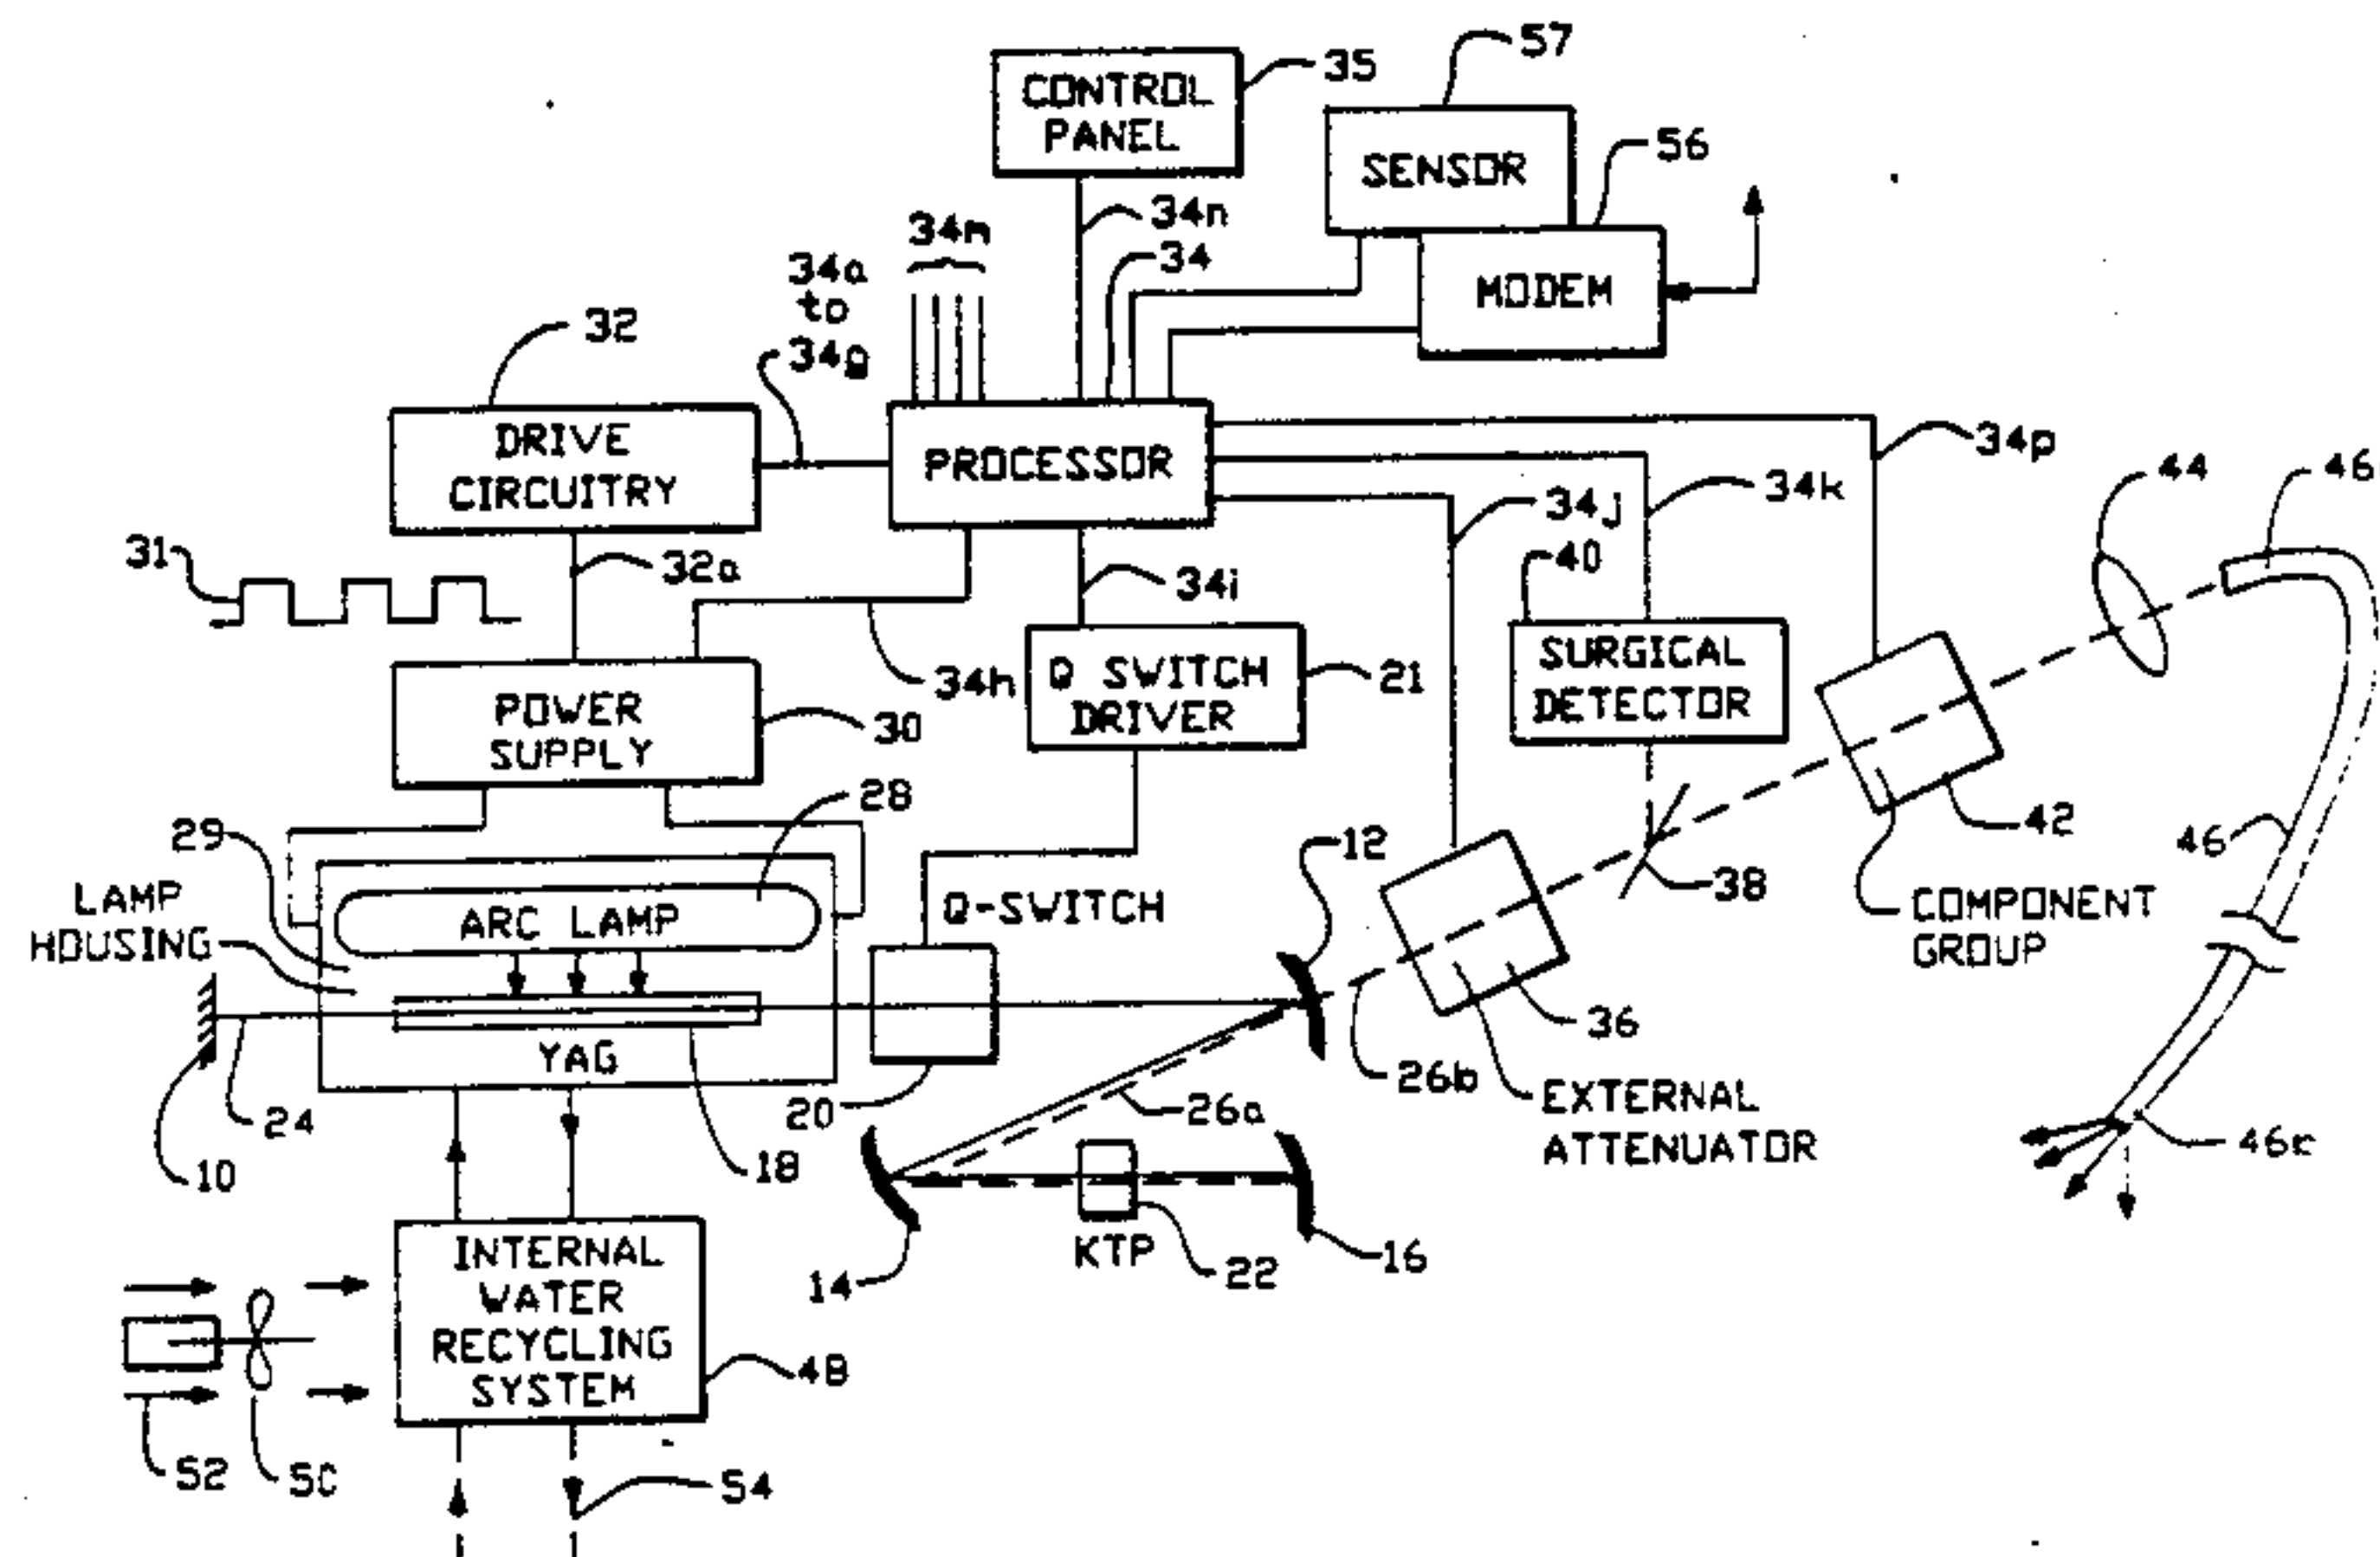 57
35
CONTROL
PANEL
56
SENSOR
34n
34m
34
34a
to
34g
MODEM
32
DRIVE
CIRCUITRY
PROCESSOR
34p
44
46
34k
34j
31
32a
40
34i
34h
Q SWITCH
DRIVER
21
SURGICAL
DETECTOR
POWER
SUPPLY
30
28
42
29
12
46
38
LAMP
HOUSING
ARC LAMP
Q-SWITCH
COMPONENT
GROUP
36
YAG
26b
EXTERNAL
ATTENUATOR
24
20
26a
10
18
46c
INTERNAL
WATER
RECYCLING
SYSTEM
KTP
22
16
14
48
52
50
54